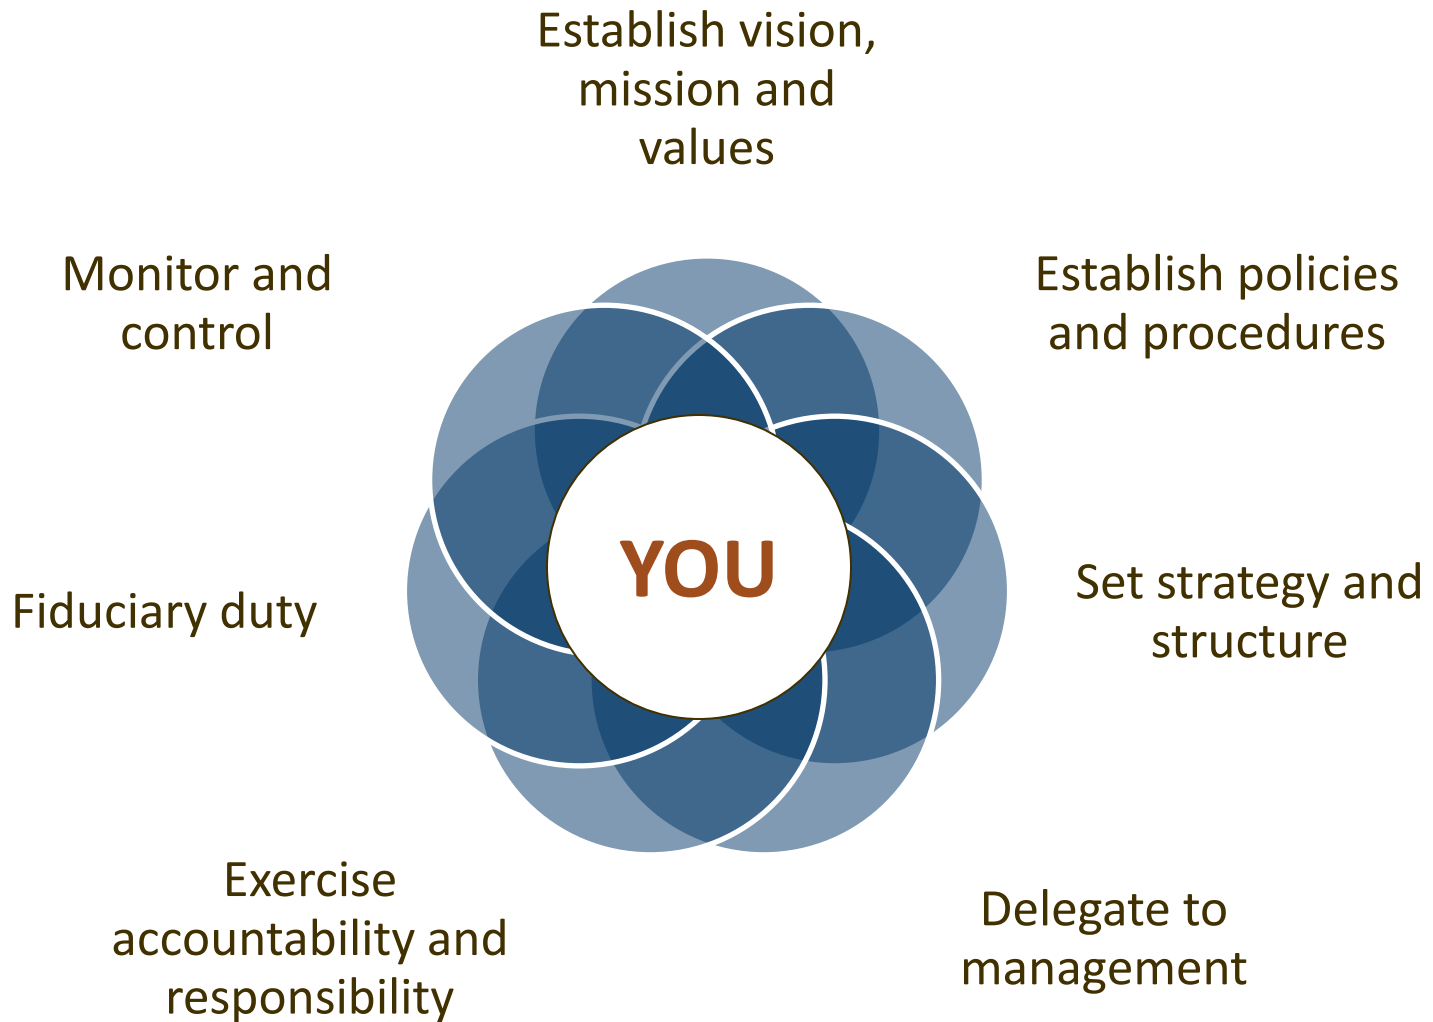 Establish vision,
mission and
values
Monitor and
control
Establish policies
and procedures
YOU
Fiduciary duty
Set strategy and
structure
Exercise
accountability and
responsibility
Delegate to
management